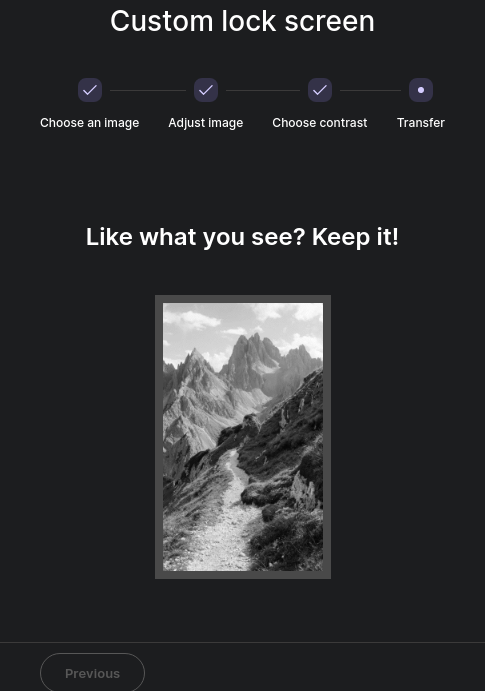 Custom lock screen
Choose an image
Adjust image
Choose contrast
Transfer
Like what you see? Keep it!
Previous